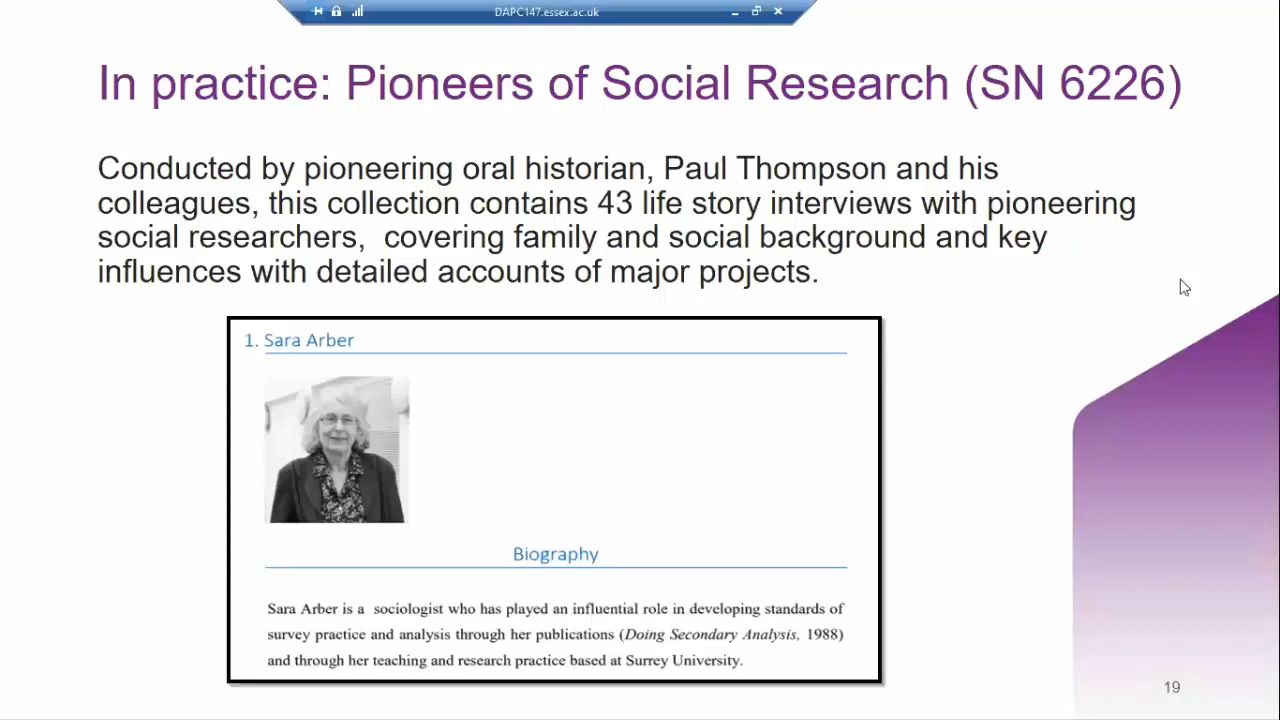 DAPC147.essex.ac.uk
In practice: Pioneers of Social Research (SN 6226)
Conducted by pioneering oral historian, Paul Thompson and his
colleagues, this collection contains 43 life story interviews with pioneering
social researchers,  covering family and social background and key
influences with detailed accounts of major projects.
1. Sara Arber
Biography
Sara Arber is a  sociologist who has played an influential role in developing standards of
survey practice and analysis through her publications (Doing Secondary Analysis, 1988)
and through her teaching and research practice based at Surrey University.
19